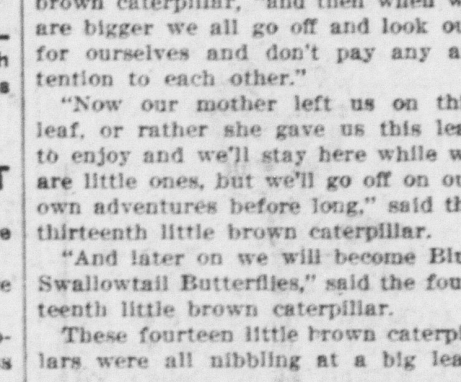 brown caterpillar, "and then when w
are bigger we all go off and look ou
for ourselves and don't pay any a
tention to each other."
"Now our mother left us on thi
leaf, or rather she gave us this lea
to enjoy and we'll stay here while w
are little ones, but we'll go off on ou
own adventures before long," said th
thirteenth little brown caterpillar.
"And later on we will become Blu
Swallowtail Butterflies," said the fou
teenth little brown caterpillar.
These fourteen little brown caterpi
lars were all nibbling at a big lea